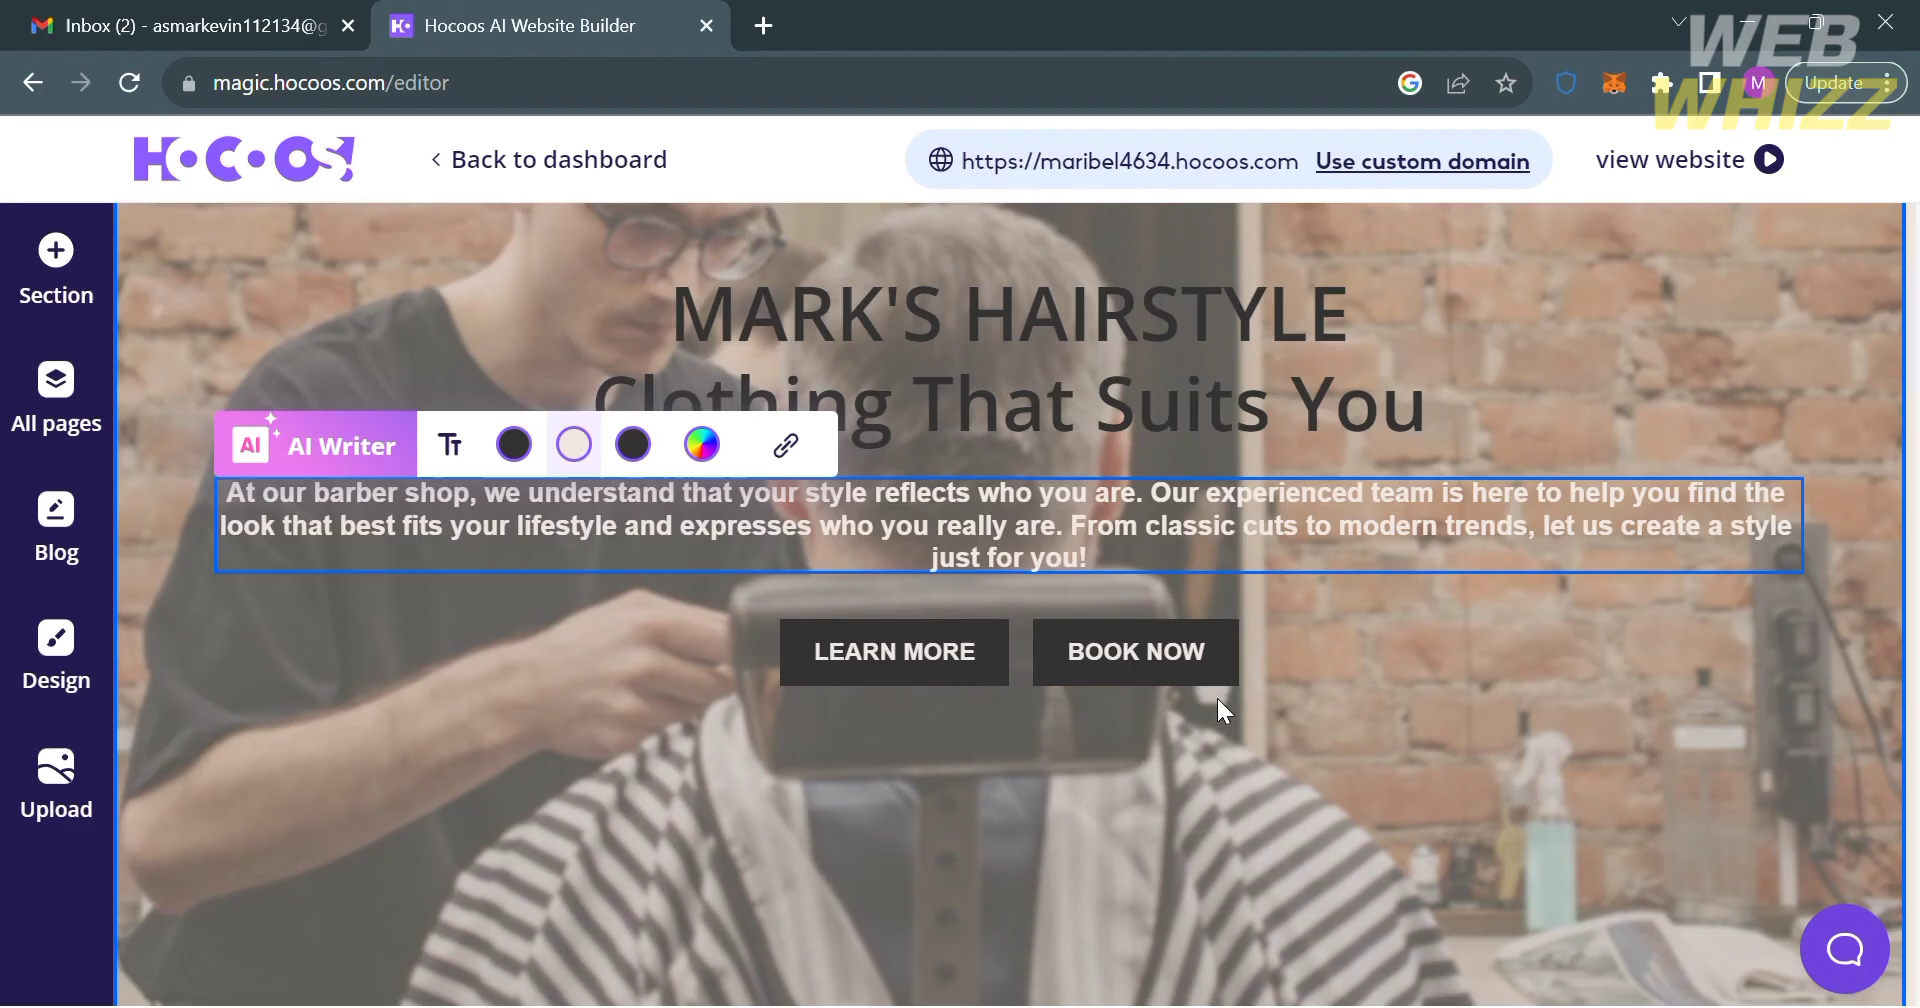 Inbox (2) - asmarkevin112134@g
Hocoos AI Website Builder
WEB
WHIZZ
magic.hocoos.com/editor
M
Update
HOCOOS!
Back to dashboard
https://maribel4634.hocoos.com Use custom domain
view website
Section
All pages
Blog
Design
Upload
MARK'S HAIRSTYLE
Clothing That Suits You
AI AI Writer
At our barber shop, we understand that your style reflects who you are. Our experienced team is here to help you find the
look that best fits your lifestyle and expresses who you really are. From classic cuts to modern trends, let us create a style
just for you!
LEARN MORE
BOOK NOW